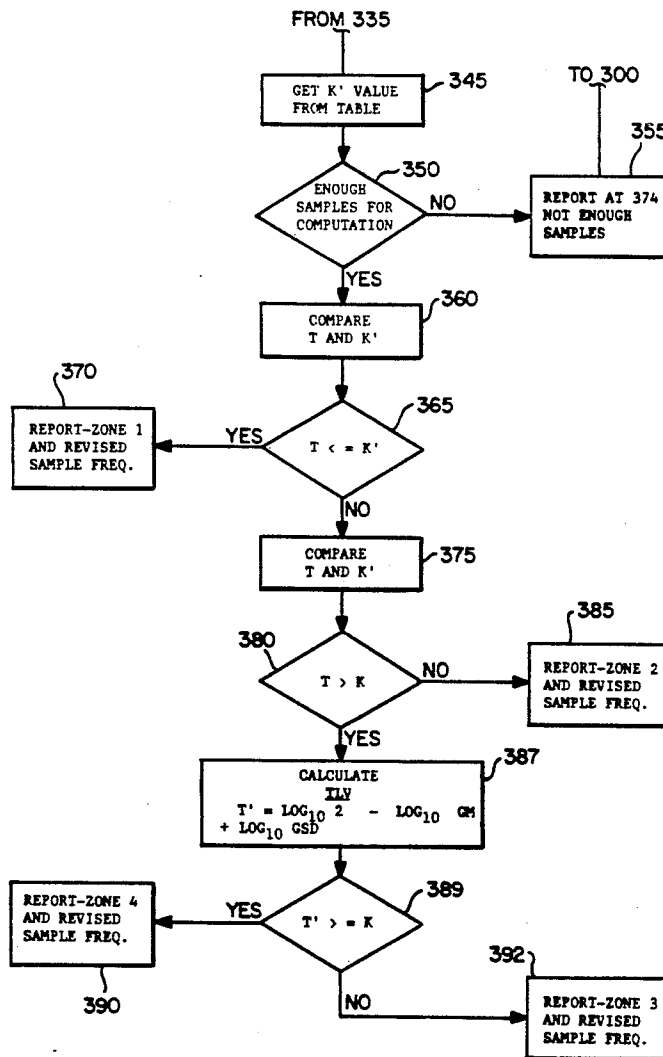 FROM 335
GET K' VALUE
FROM TABLE
345
TO 300
355
350
ENOUGH
SAMPLES FOR
COMPUTATION
NO
REPORT AT 374
NOT ENOUGH
SAMPLES
YES
COMPARE
T AND K'
360
370
REPORT-ZONE 1
AND REVISED
SAMPLE FREQ.
YES
T < = K'
365
NO
COMPARE
T AND K'
375
380
T > K
NO
385
REPORT-ZONE 2
AND REVISED
SAMPLE FREQ.
YES
CALCULATE
TLV
T' = LOG10 2 - LOG10 GM
+ LOG10 GSD
387
REPORT-ZONE 4
AND REVISED
SAMPLE FREQ.
390
YES
T' > = K
389
NO
392
REPORT-ZONE 3
AND REVISED
SAMPLE FREQ.